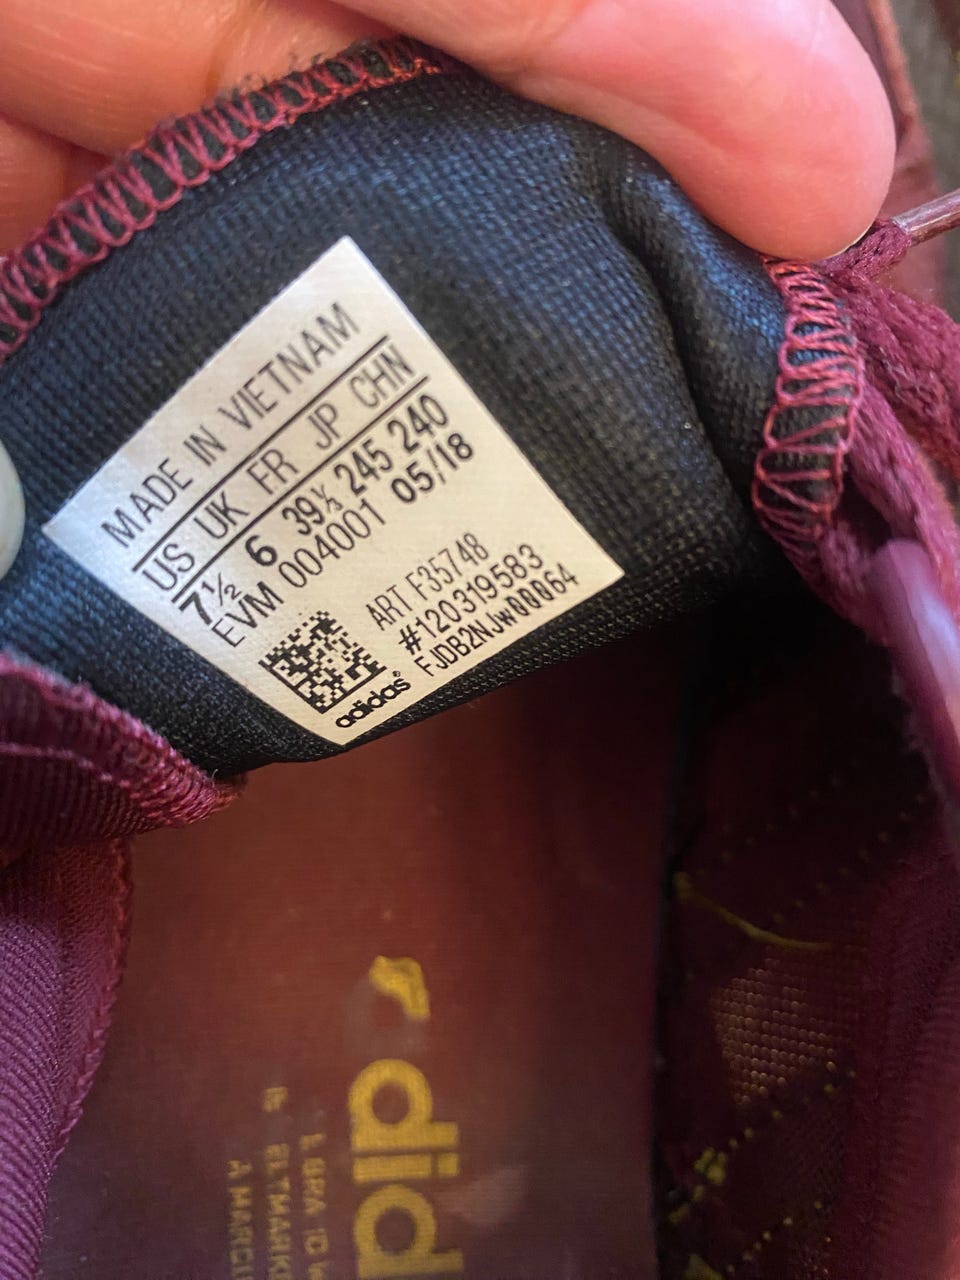 MADE IN VIETNAM
US UK FR JP CHN
7½ 6 39⅓ 245 240
EVM 004001 05/18
ART F35748
#120319583
FJDB2NJW00064
adidas®
did